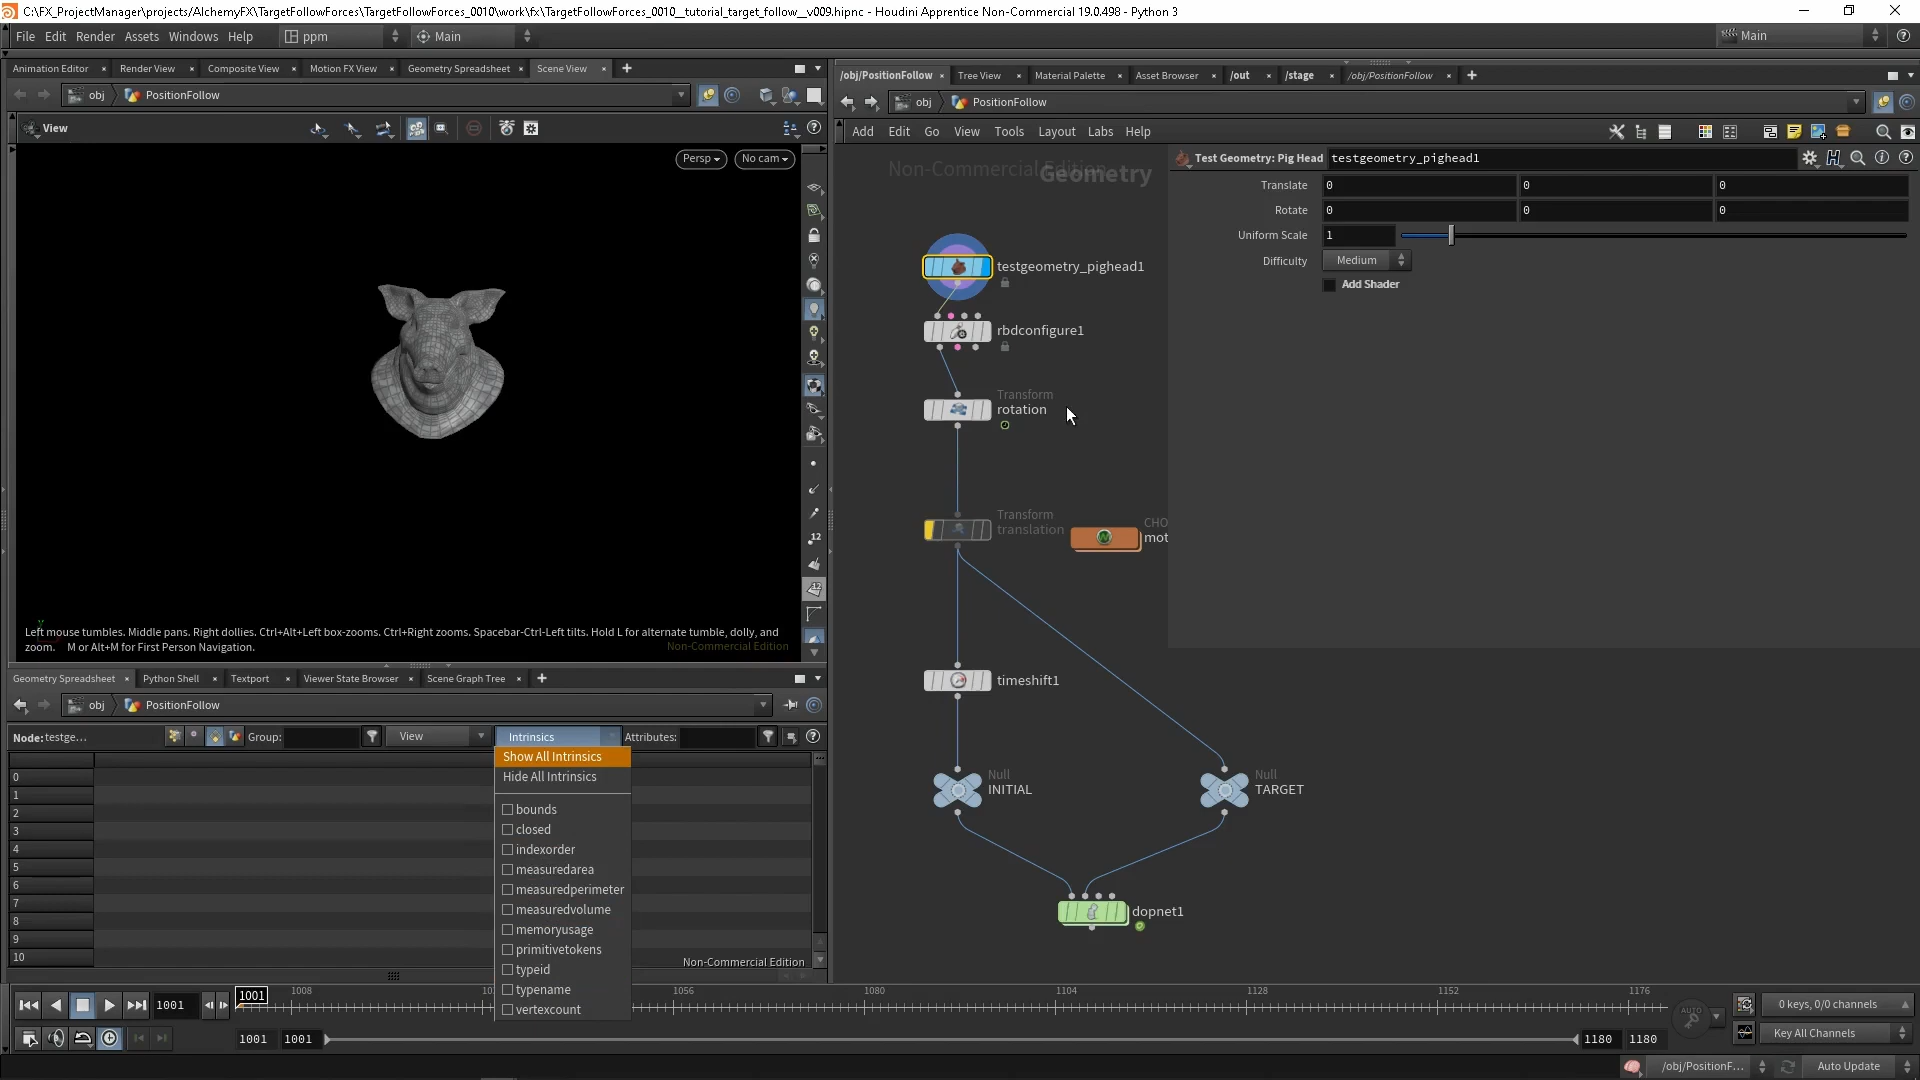 C:\FX_ProjectManager\projects\AlchemyFX\TargetFollowForces\TargetFollowForces_0010\work\fx\TargetFollowForces_0010__tutorial_target_follow__v009.hipnc - Houdini Apprentice Non-Commercial 19.0.498 - Python 3
File Edit Render Assets Windows Help ppm Main Main
Animation Editor Render View Composite View Motion FX View Geometry Spreadsheet Scene View
obj PositionFollow
View
Persp No cam
Left mouse tumbles. Middle pans. Right dollies. Ctrl+Alt+Left box-zooms. Ctrl+Right zooms. Spacebar-Ctrl-Left tilts. Hold L for alternate tumble, dolly, and
zoom. M or Alt+M for First Person Navigation.
Non-Commercial Edition
/obj/PositionFollow Tree View Material Palette Asset Browser /out /stage /obj/PositionFollow
obj PositionFollow
Add Edit Go View Tools Layout Labs Help
Non-Commercial Edition
Geometry
testgeometry_pighead1
rbdconfigure1
Transform
rotation
Transform
translation
CHO
mot
timeshift1
Null
INITIAL
Null
TARGET
dopnet1
Test Geometry: Pig Head testgeometry_pighead1
Translate 0 0 0
Rotate 0 0 0
Uniform Scale 1
Difficulty Medium
Add Shader
Geometry Spreadsheet Python Shell Textport Viewer State Browser Scene Graph Tree
obj PositionFollow
Node: testge... Group: View Intrinsics Attributes:
Show All Intrinsics
Hide All Intrinsics
bounds
closed
indexorder
measuredarea
measuredperimeter
measuredvolume
memoryusage
primitivetokens
typeid
typename
vertexcount
0
1
2
3
4
5
6
7
8
9
10
Non-Commercial Edition
1001 1001 1008 1056 1080 1104 1128 1152 1176
AUTO
0 keys, 0/0 channels
1001 1001 1180 1180
Key All Channels
/obj/PositionF... Auto Update